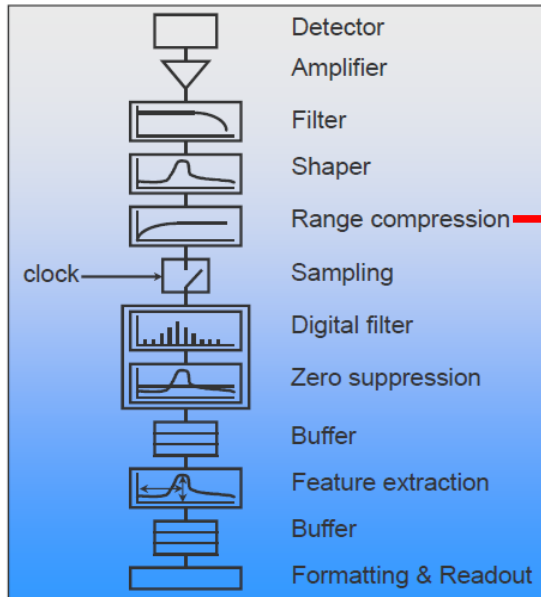 Detector
Amplifier
Filter
Shaper
Range compression
clock
Sampling
Digital filter
Zero suppression
Buffer
Feature extraction
Buffer
Formatting & Readout